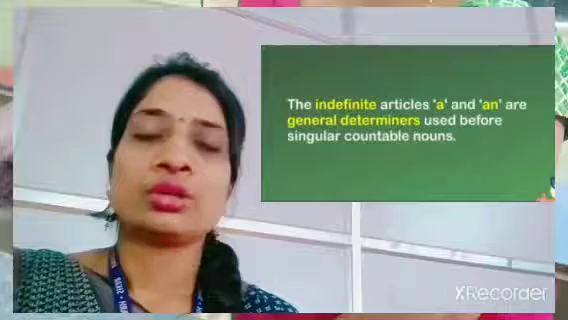 The indefinite articles 'a' and 'an' are
general determiners used before
singular countable nouns.
XRecorder